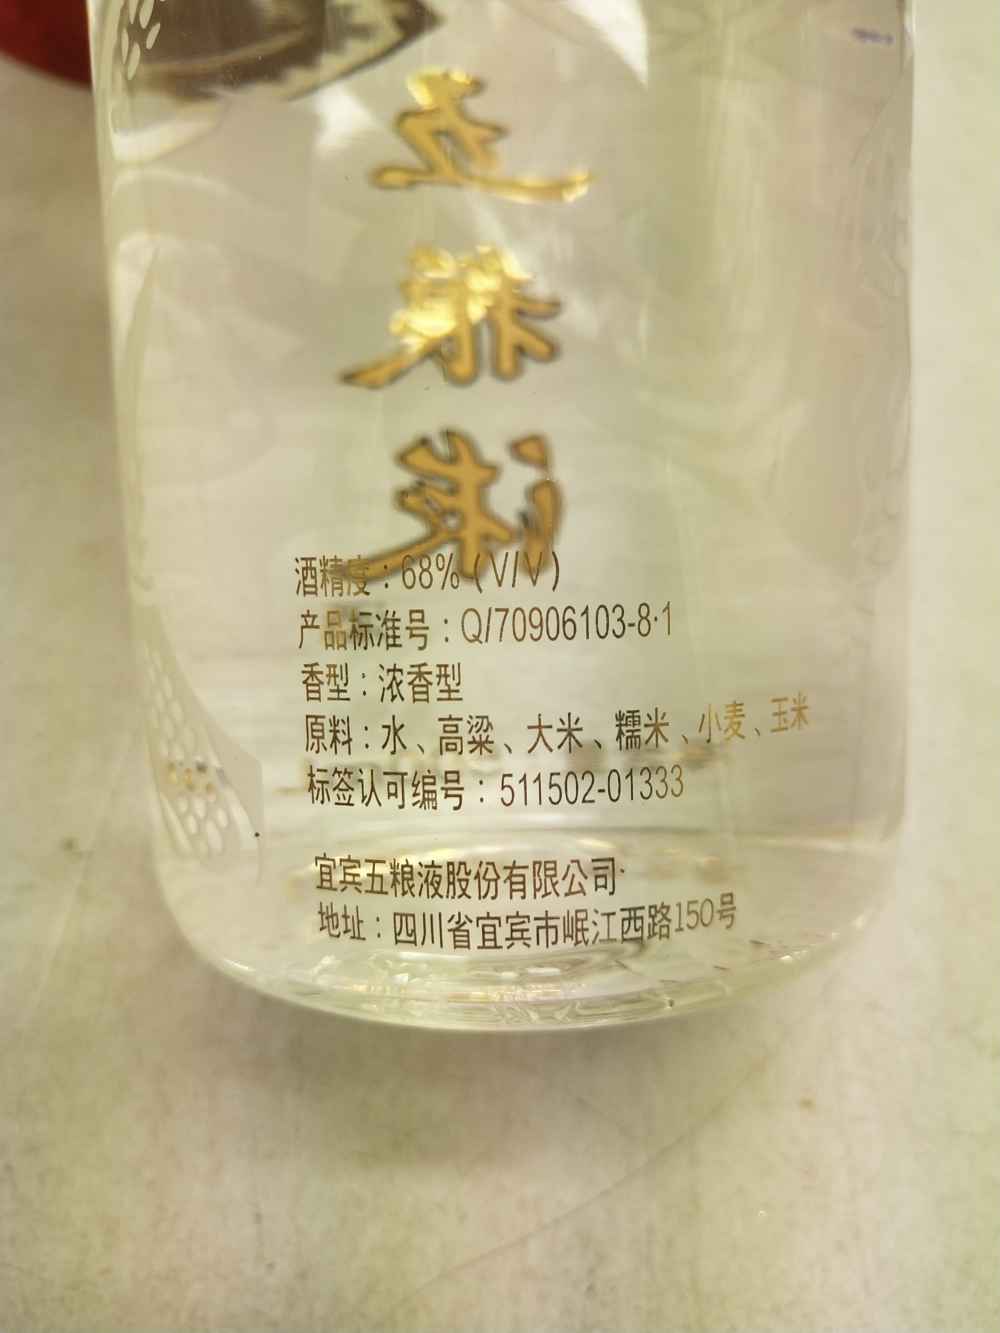 五
粮
液
酒精度：68%（V/V）
产品标准号：Q/70906103-8·1
香型：浓香型
原料：水、高粱、大米、糯米、小麦、玉米
标签认可编号：511502-01333
宜宾五粮液股份有限公司
地址：四川省宜宾市岷江西路150号